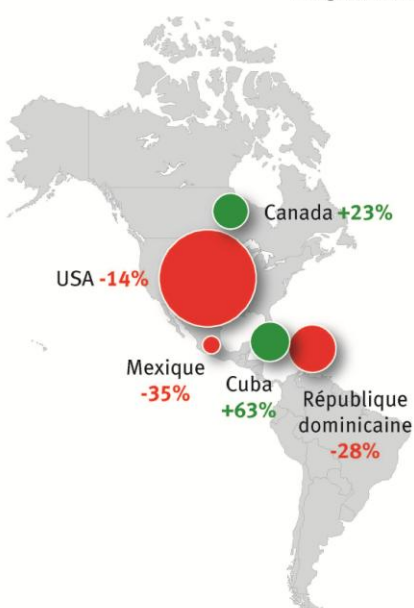 Canada +23%
USA -14%
Mexique
-35%
Cuba
+63%
République
dominicaine
-28%